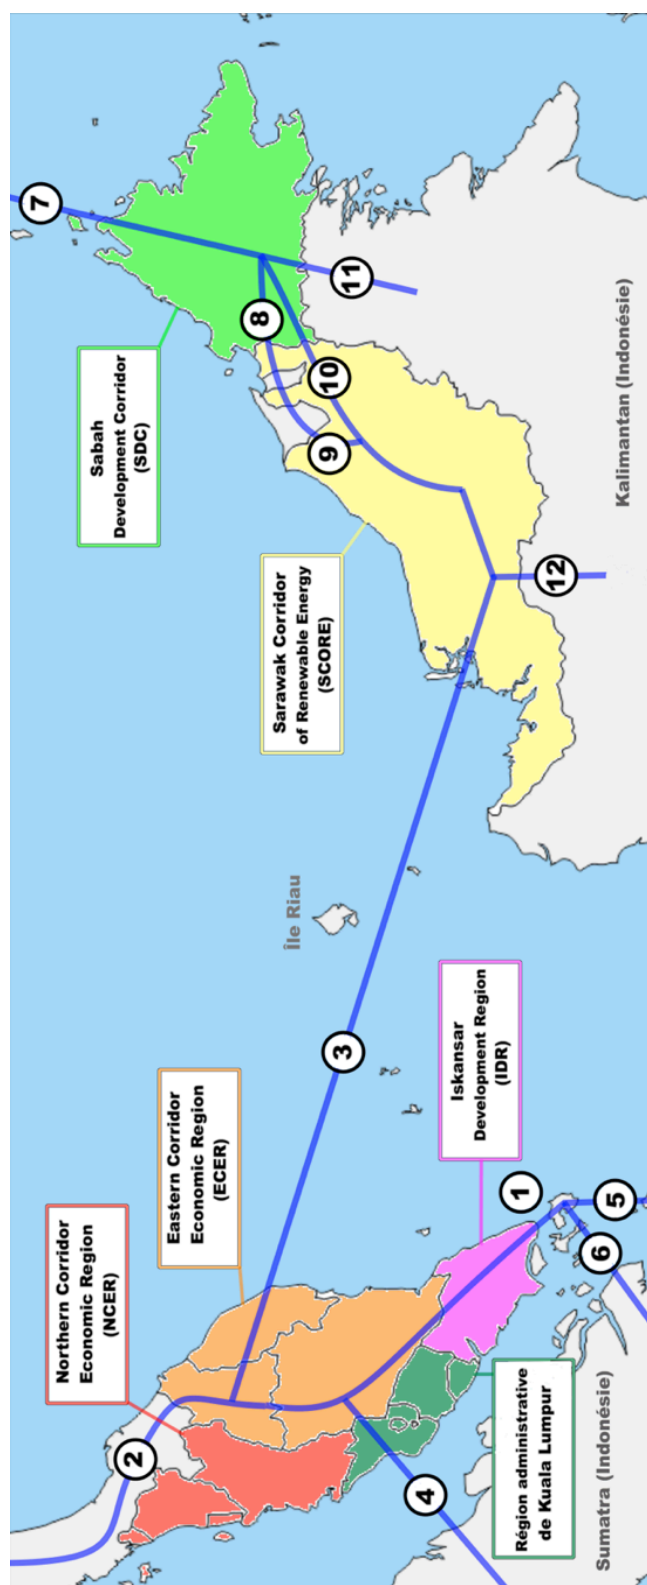 Northern Corridor
Economic Region
(NCER)
Eastern Corridor
Economic Region
(ECER)
Sabah
Development Corridor
(SDC)
Sarawak Corridor
of Renewable Energy
(SCORE)
Iskansar
Development Region
(IDR)
Région administrative
de Kuala Lumpur
Île Riau
Sumatra (Indonésie)
Kalimantan (Indonésie)
1
2
3
4
5
6
7
8
9
10
11
12